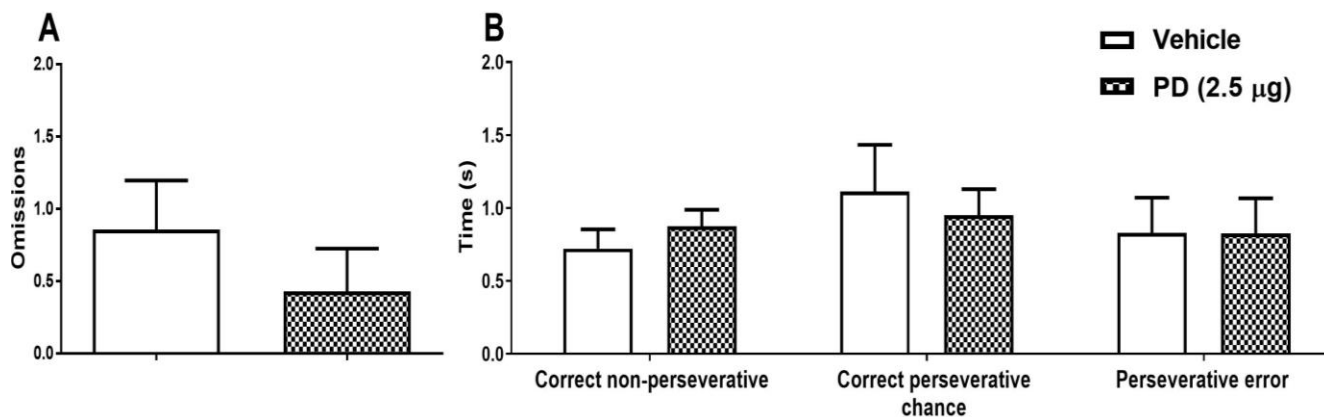 A
Omissions
2.0
1.5
1.0
0.5
0.0
B
Time (s)
2.0
1.5
1.0
0.5
0.0
Vehicle
PD (2.5 μg)
Correct non-perseverative
Correct perseverative
chance
Perseverative error